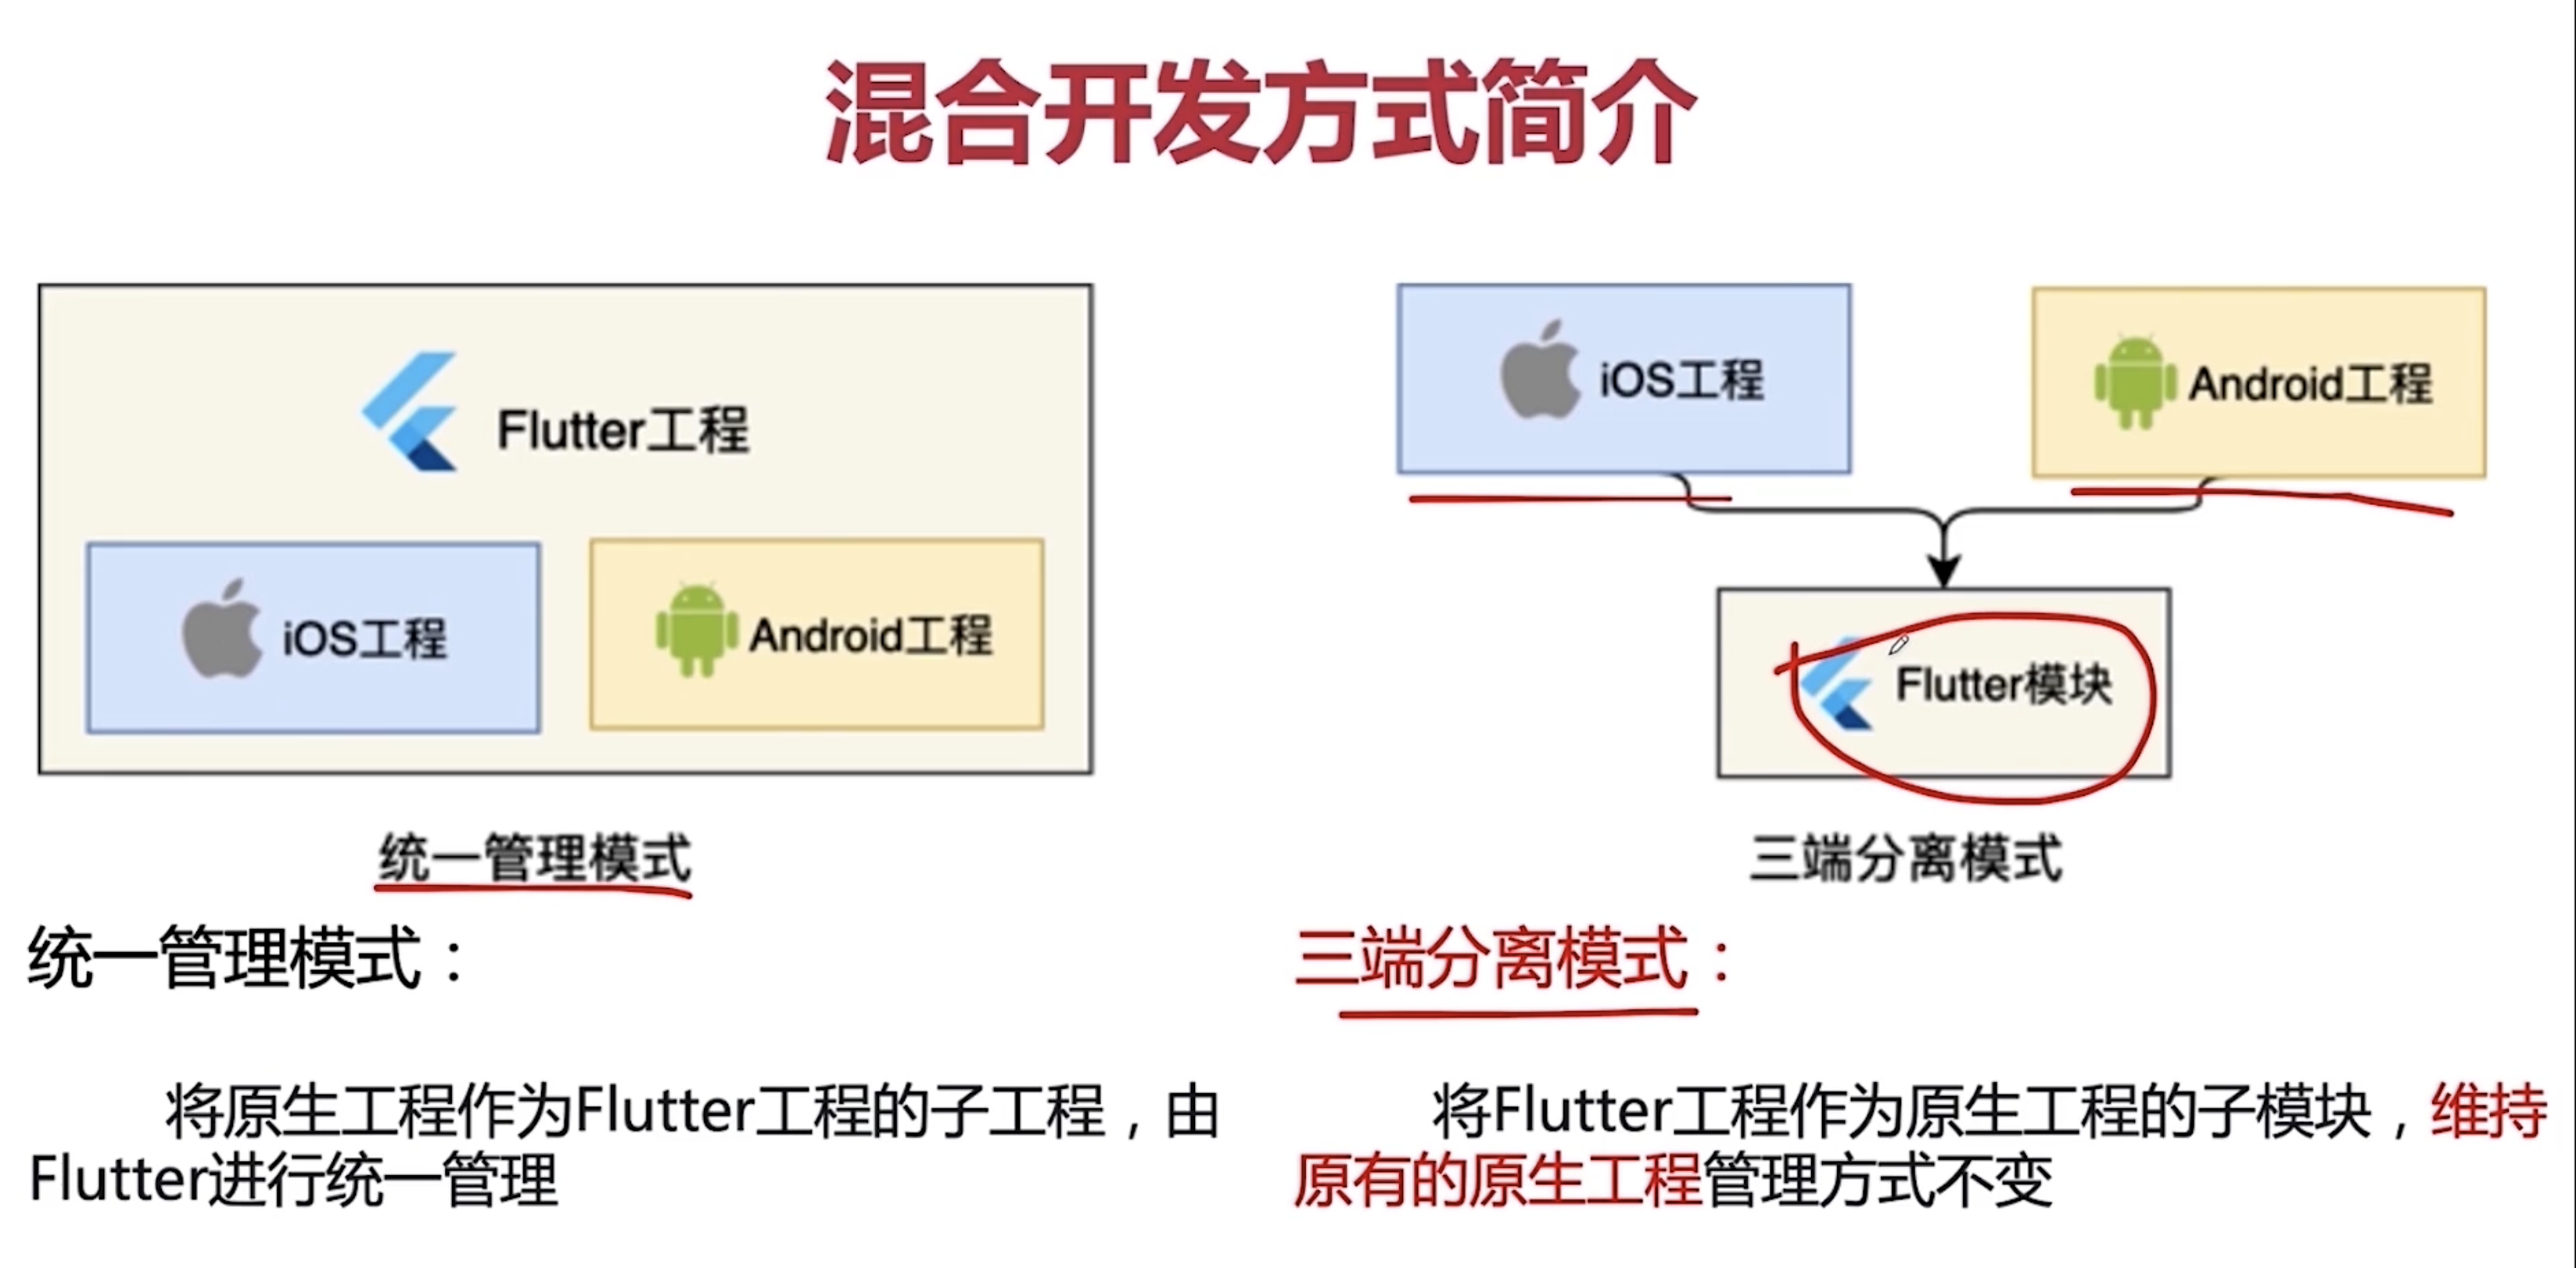 混合开发方式简介
Flutter工程
iOS工程
Android工程
统一管理模式
iOS工程
Android工程
Flutter模块
三端分离模式
统一管理模式：
将原生工程作为Flutter工程的子工程，由
Flutter进行统一管理
三端分离模式：
将Flutter工程作为原生工程的子模块，维持
原有的原生工程管理方式不变